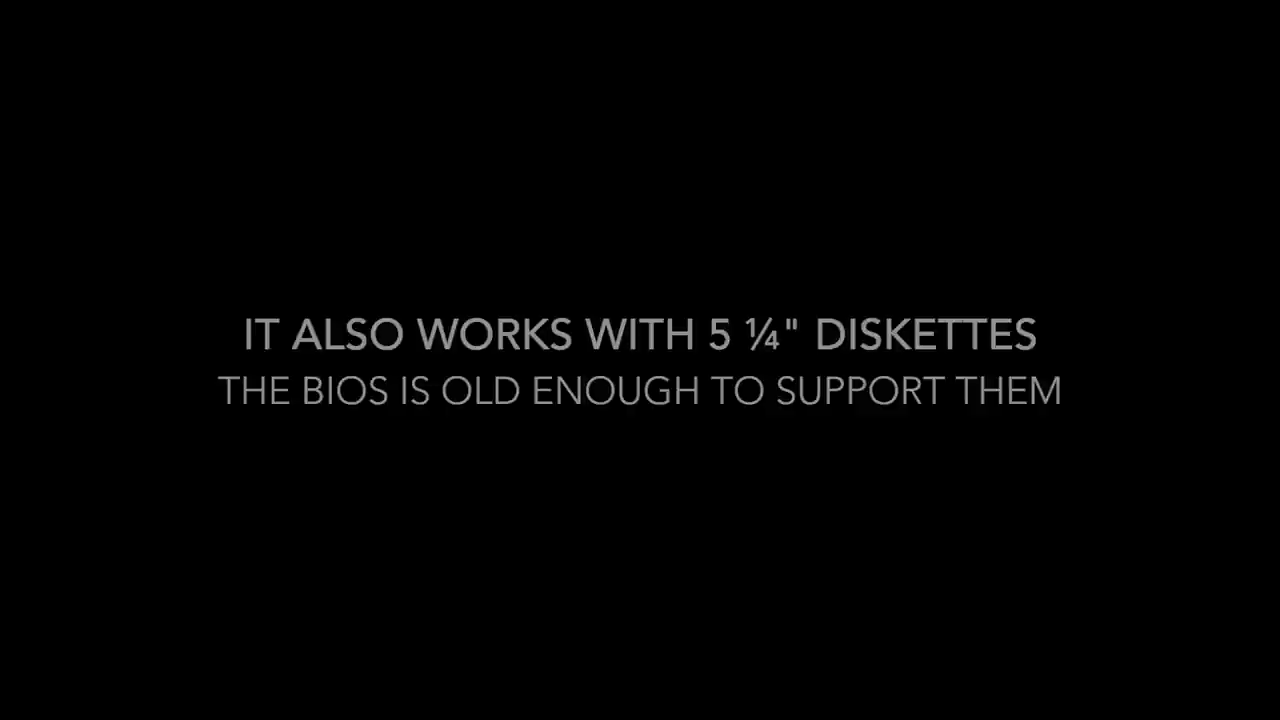 IT ALSO WORKS WITH 5 ¼" DISKETTES
THE BIOS IS OLD ENOUGH TO SUPPORT THEM